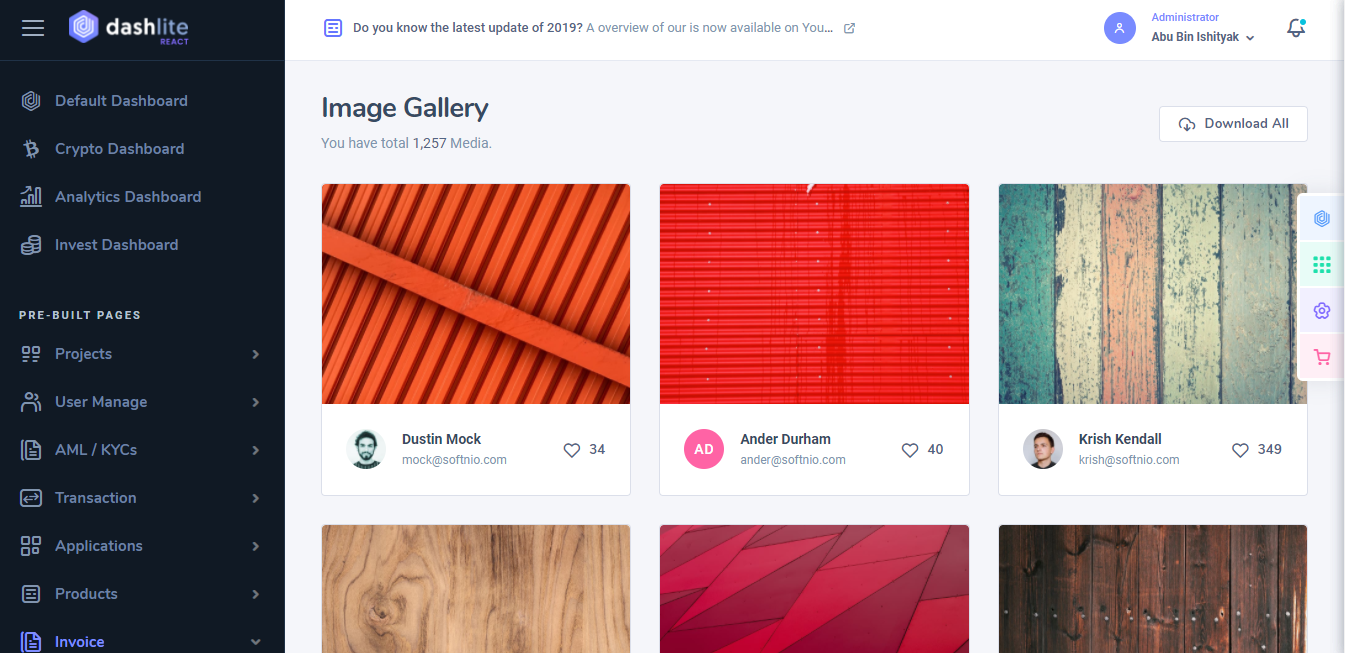 dashlite
REACT
Do you know the latest update of 2019? A overview of our is now available on You...
Administrator
Abu Bin Ishityak
Default Dashboard
Crypto Dashboard
Analytics Dashboard
Invest Dashboard
PRE-BUILT PAGES
Projects
User Manage
AML / KYCs
Transaction
Applications
Products
Invoice
Image Gallery
You have total 1,257 Media.
Download All
Dustin Mock
mock@softnio.com
34
AD
Ander Durham
ander@softnio.com
40
Krish Kendall
krish@softnio.com
349